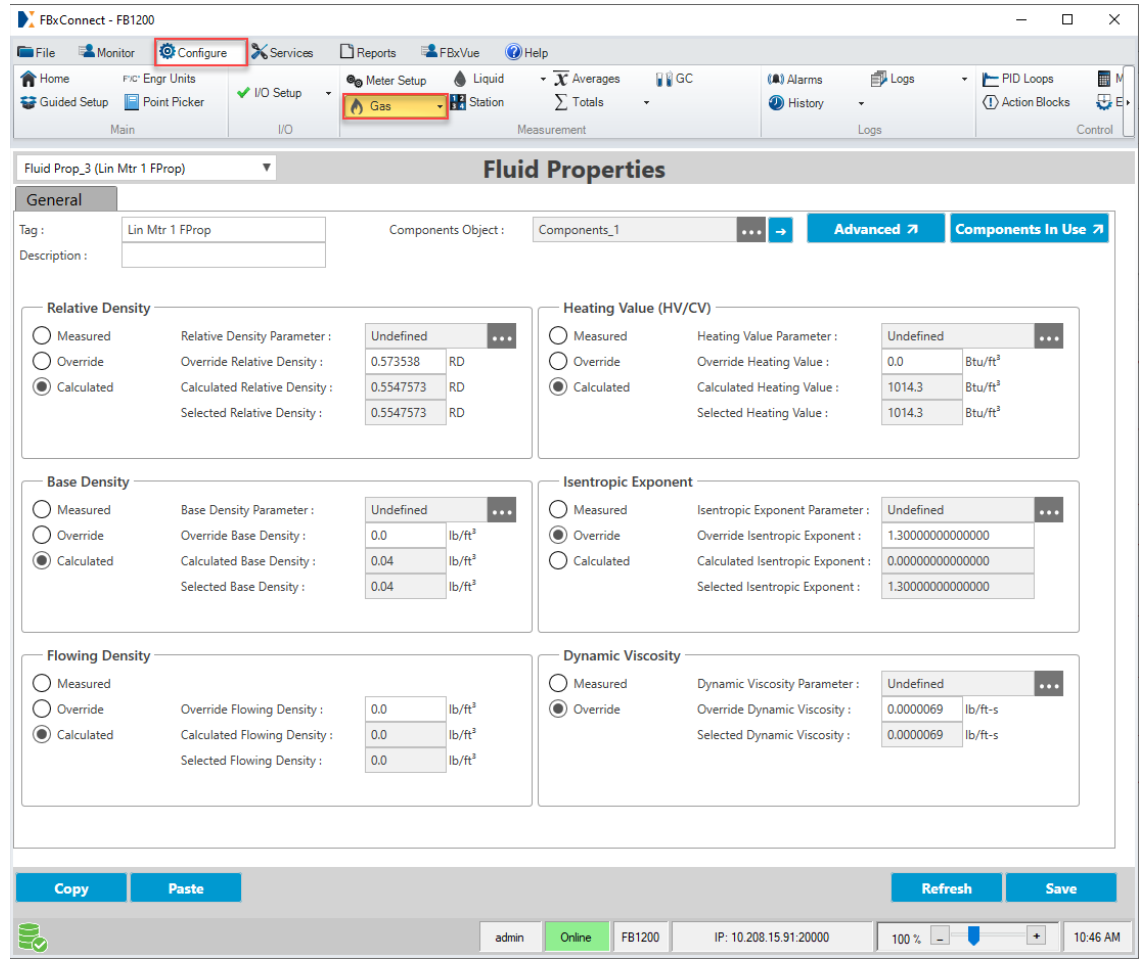 FBxConnect - FB1200
File Monitor Configure Services Reports FBxVue Help
Home Engr Units I/O Setup Meter Setup Liquid Averages GC Alarms Logs PID Loops
Guided Setup Point Picker Gas Station Totals History Action Blocks
Main I/O Measurement Logs Control
Fluid Prop_3 (Lin Mtr 1 FProp) Fluid Properties
General
Tag : Lin Mtr 1 FProp Components Object : Components_1 ... Advanced Components In Use
Description :
Relative Density
Measured Relative Density Parameter : Undefined ...
Override Override Relative Density : 0.573538 RD
Calculated Calculated Relative Density : 0.5547573 RD
Selected Relative Density : 0.5547573 RD
Heating Value (HV/CV)
Measured Heating Value Parameter : Undefined ...
Override Override Heating Value : 0.0 Btu/ft³
Calculated Calculated Heating Value : 1014.3 Btu/ft³
Selected Heating Value : 1014.3 Btu/ft³
Base Density
Measured Base Density Parameter : Undefined ...
Override Override Base Density : 0.0 lb/ft³
Calculated Calculated Base Density : 0.04 lb/ft³
Selected Base Density : 0.04 lb/ft³
Isentropic Exponent
Measured Isentropic Exponent Parameter : Undefined ...
Override Override Isentropic Exponent : 1.30000000000000
Calculated Calculated Isentropic Exponent : 0.00000000000000
Selected Isentropic Exponent : 1.30000000000000
Flowing Density
Measured
Override Override Flowing Density : 0.0 lb/ft³
Calculated Calculated Flowing Density : 0.0 lb/ft³
Selected Flowing Density : 0.0 lb/ft³
Dynamic Viscosity
Measured Dynamic Viscosity Parameter : Undefined ...
Override Override Dynamic Viscosity : 0.0000069 lb/ft-s
Selected Dynamic Viscosity : 0.0000069 lb/ft-s
Copy Paste Refresh Save
admin Online FB1200 IP: 10.208.15.91:20000 100 % - + 10:46 AM